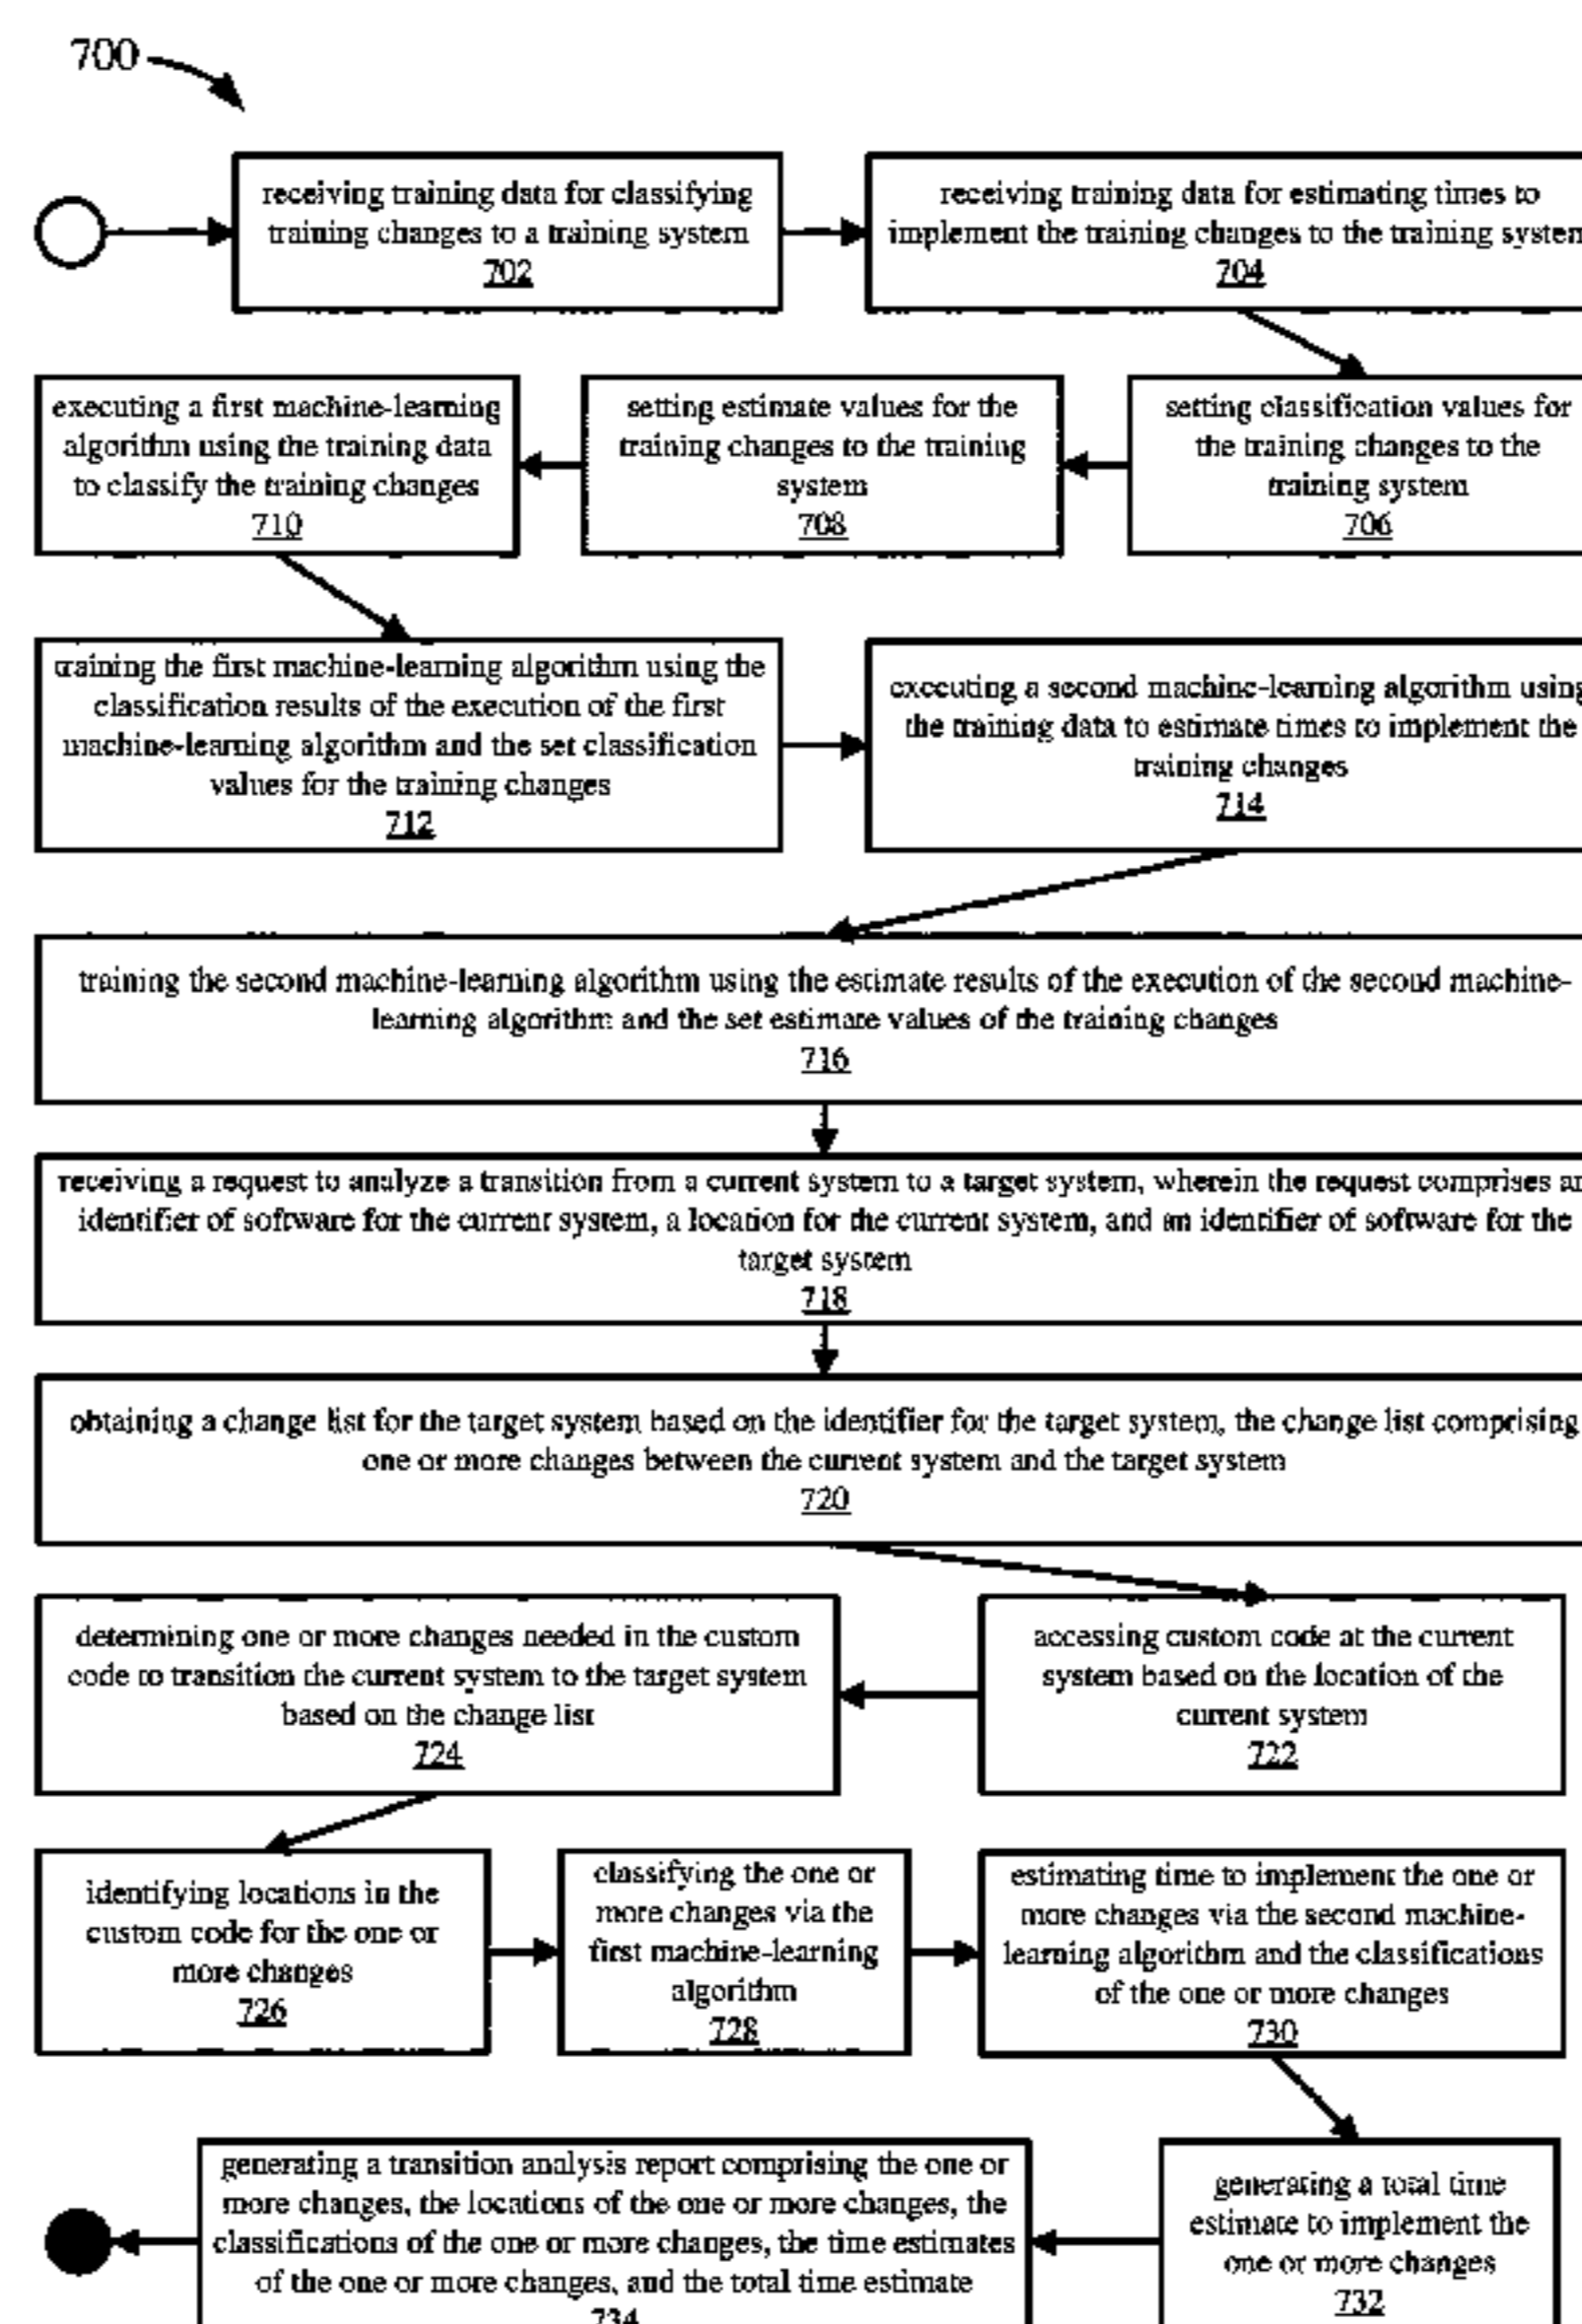 700
receiving training data for classifying
training changes to a training system
702
receiving training data for estimating times to
implement the training changes to the training system
704
setting classification values for
the training changes to the
training system
706
setting estimate values for the
training changes to the training
system
708
executing a first machine-learning
algorithm using the training data
to classify the training changes
710
training the first machine-learning algorithm using the
classification results of the execution of the first
machine-learning algorithm and the set classification
values for the training changes
712
executing a second machine-learning algorithm using
the training data to estimate times to implement the
training changes
714
training the second machine-learning algorithm using the estimate results of the execution of the second machine-
learning algorithm and the set estimate values of the training changes
716
receiving a request to analyze a transition from a current system to a target system, wherein the request comprises an
identifier of software for the current system, a location for the current system, and an identifier of software for the
target system
718
obtaining a change list for the target system based on the identifier for the target system, the change list comprising
one or more changes between the current system and the target system
720
accessing custom code at the current
system based on the location of the
current system
722
determining one or more changes needed in the custom
code to transition the current system to the target system
based on the change list
724
identifying locations in the
custom code for the one or
more changes
726
classifying the one or
more changes via the
first machine-learning
algorithm
728
estimating time to implement the one or
more changes via the second machine-
learning algorithm and the classifications
of the one or more changes
730
generating a total time
estimate to implement the
one or more changes
732
generating a transition analysis report comprising the one or
more changes, the locations of the one or more changes, the
classifications of the one or more changes, the time estimates
of the one or more changes, and the total time estimate
734